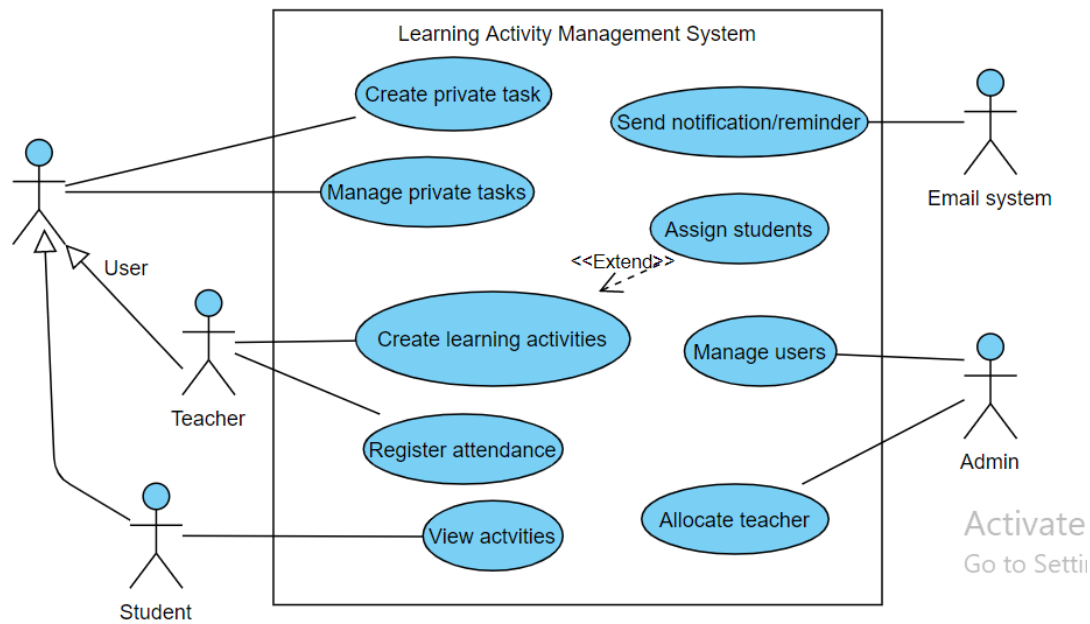 Learning Activity Management System
Create private task
Send notification/reminder
Manage private tasks
Email system
Assign students
<<Extend>>
User
Create learning activities
Manage users
Teacher
Register attendance
Admin
Allocate teacher
View actvities
Student
Activate
Go to Settin